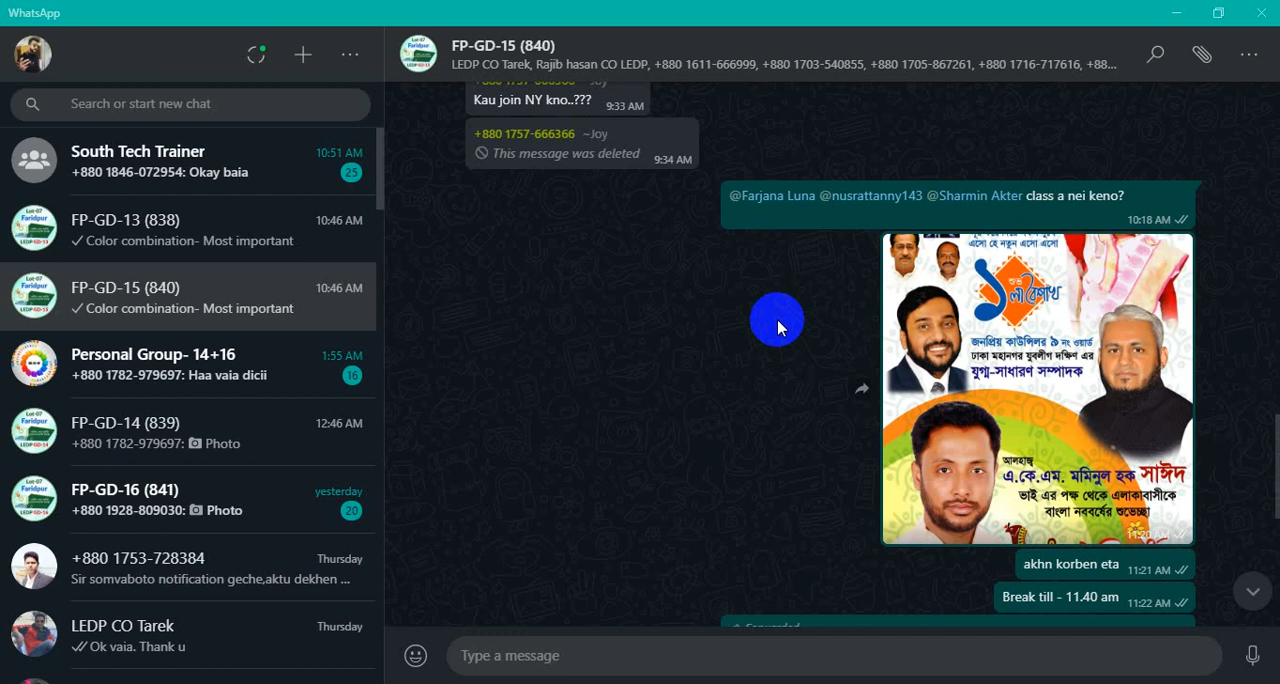 WhatsApp
Search or start new chat
South Tech Trainer
10:51 AM
+880 1846-072954: Okay baia
25
FP-GD-13 (838)
10:46 AM
Color combination- Most important
FP-GD-15 (840)
10:46 AM
Color combination- Most important
Personal Group- 14+16
1:55 AM
+880 1782-979697: Haa vaia dicii
16
FP-GD-14 (839)
12:46 AM
+880 1782-979697: Photo
FP-GD-16 (841)
yesterday
+880 1928-809030: Photo
20
+880 1753-728384
Thursday
Sir somvaboto notification geche,aktu dekhen ...
LEDP CO Tarek
Thursday
Ok vaia. Thank u
FP-GD-15 (840)
LEDP CO Tarek, Rajib hasan CO LEDP, +880 1611-666999, +880 1703-540855, +880 1705-867261, +880 1716-717616, +88...
Kau join NY kno..???
9:33 AM
+880 1757-666366 ~Joy
This message was deleted
9:34 AM
@Farjana Luna @nusrattanny143 @Sharmin Akter class a nei keno?
10:18 AM
এসো হে নতুন এসো এসো
শুভ
১লা বৈশাখ
জনপ্রিয় কাউন্সিলর ৯ নং ওয়ার্ড
ঢাকা মহানগর যুবলীগ দক্ষিণ এর
যুগ্ম-সাধারণ সম্পাদক
আলহাজ্ব
এ.কে.এম. মমিনুল হক সাঈদ
ভাই এর পক্ষ থেকে এলাকাবাসীকে
বাংলা নববর্ষের শুভেচ্ছা
akhn korben eta
11:21 AM
Break till - 11.40 am
11:22 AM
Forwarded
Type a message